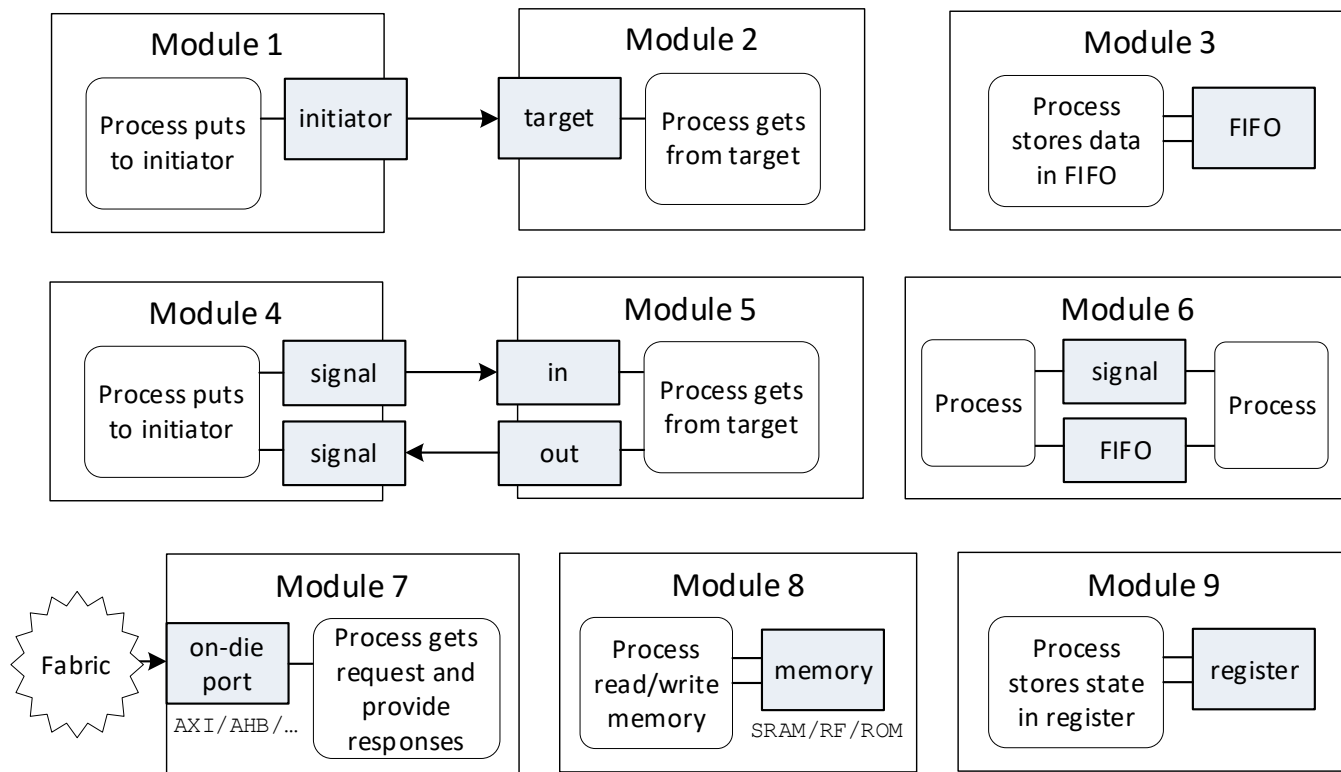 Module 1
Process puts
to initiator
initiator
Module 2
target
Process gets
from target
Module 3
Process
stores data
in FIFO
FIFO
Module 4
Process puts
to initiator
signal
signal
Module 5
in
out
Process gets
from target
Module 6
Process
signal
FIFO
Process
Fabric
Module 7
on-die
port
AXI/AHB/…
Process gets
request and
provide
responses
Module 8
Process
read/write
memory
memory
SRAM/RF/ROM
Module 9
Process
stores state
in register
register